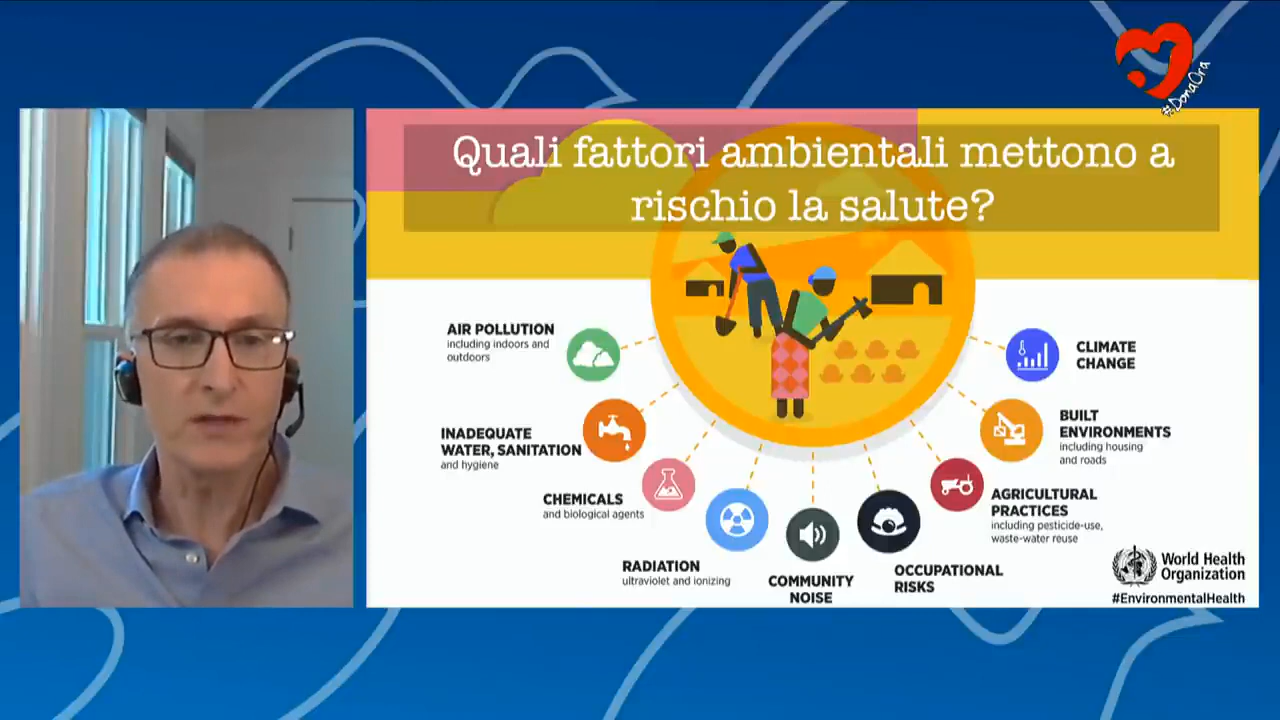 #DonaOra
Quali fattori ambientali mettono a
rischio la salute?
AIR POLLUTION
including indoors and
outdoors
INADEQUATE
WATER, SANITATION
and hygiene
CHEMICALS
and biological agents
RADIATION
ultraviolet and ionizing
COMMUNITY
NOISE
OCCUPATIONAL
RISKS
AGRICULTURAL
PRACTICES
including pesticide-use,
waste-water reuse
BUILT
ENVIRONMENTS
including housing
and roads
CLIMATE
CHANGE
World Health
Organization
#EnvironmentalHealth